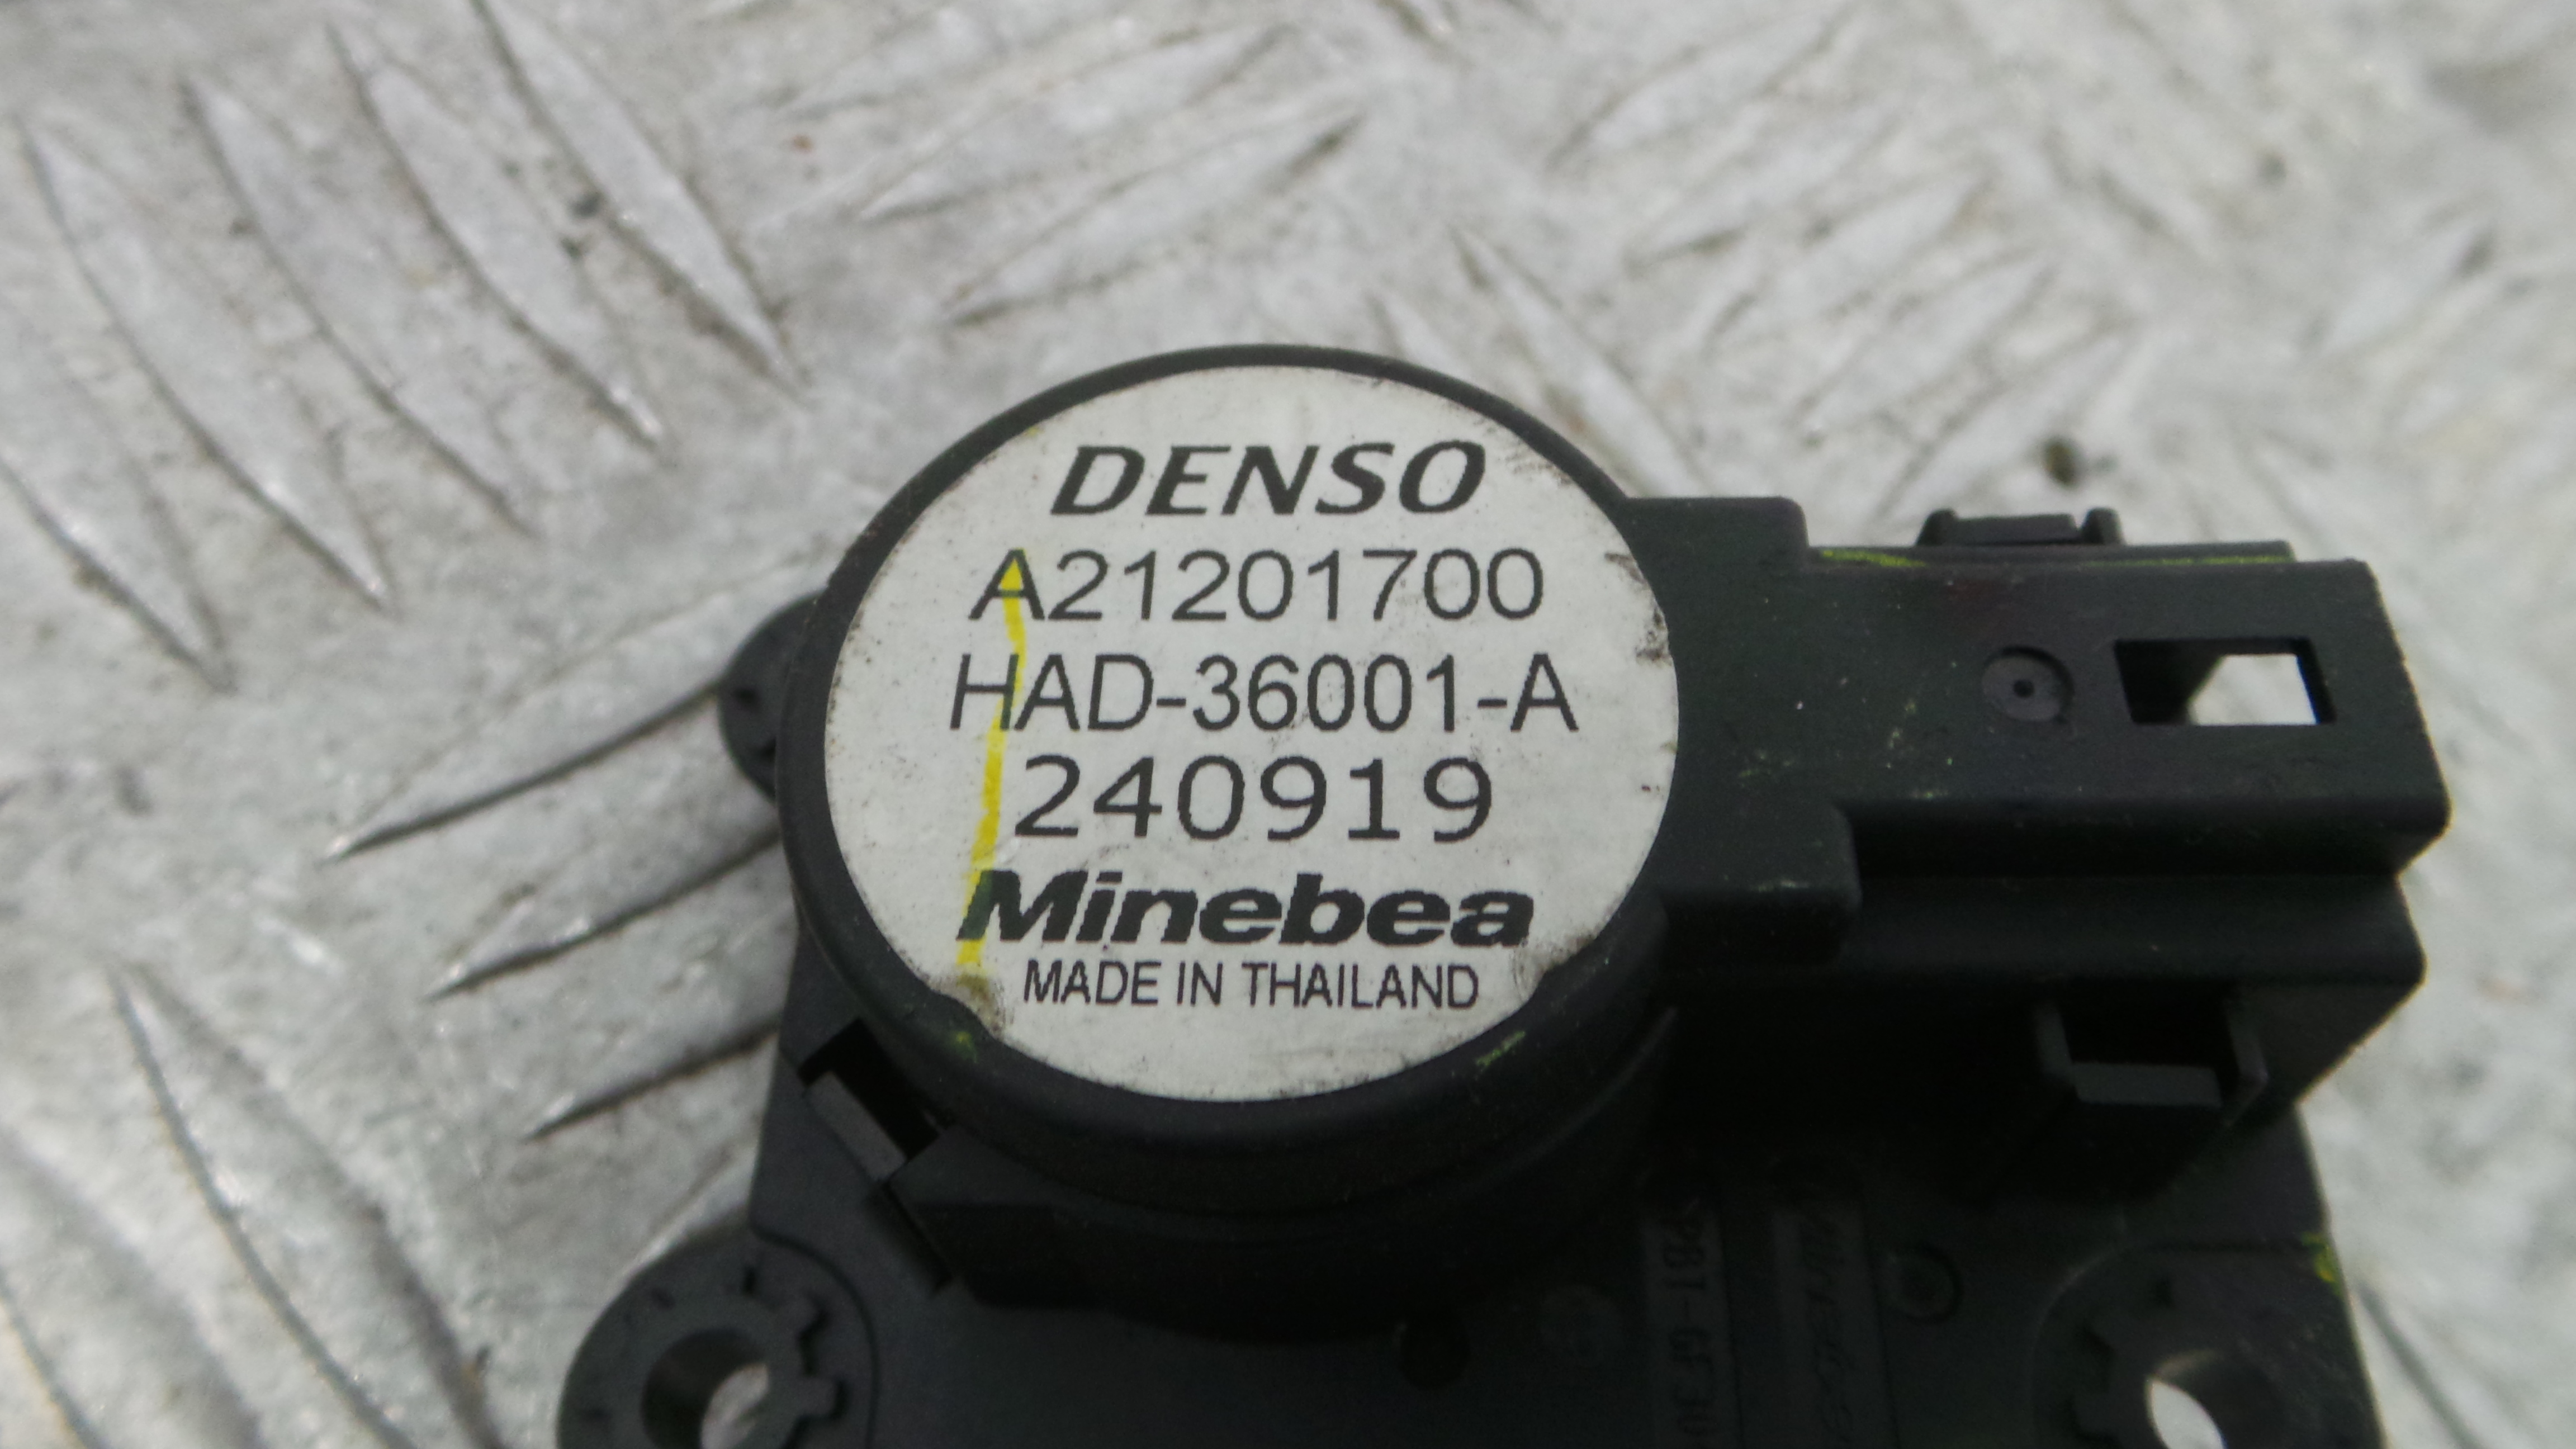 DENSO
A21201700
HAD-36001-A
240919
Minebea
MADE IN THAILAND